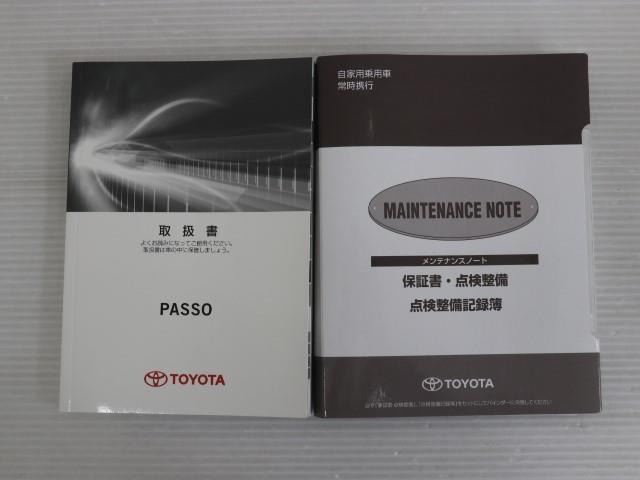 取扱書
よくお読みになってご使用ください。
取扱書は車の中に保管しましょう。
PASSO
TOYOTA
自家用乗用車
常時携行
MAINTENANCE NOTE
メンテナンスノート
保証書・点検整備
点検整備記録簿
TOYOTA